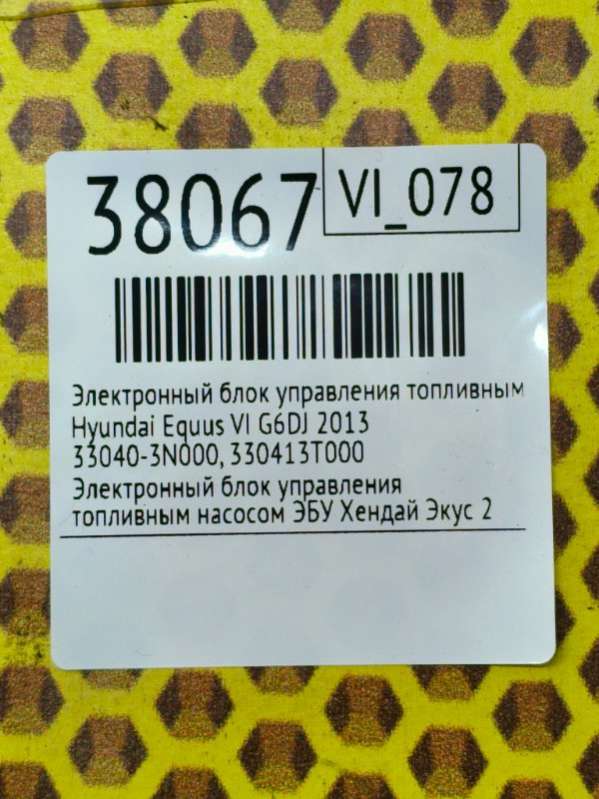 38067
VI_078
Электронный блок управления топливным
Hyundai Equus VI G6DJ 2013
33040-3N000, 330413T000
Электронный блок управления
топливным насосом ЭБУ Хендай Экус 2